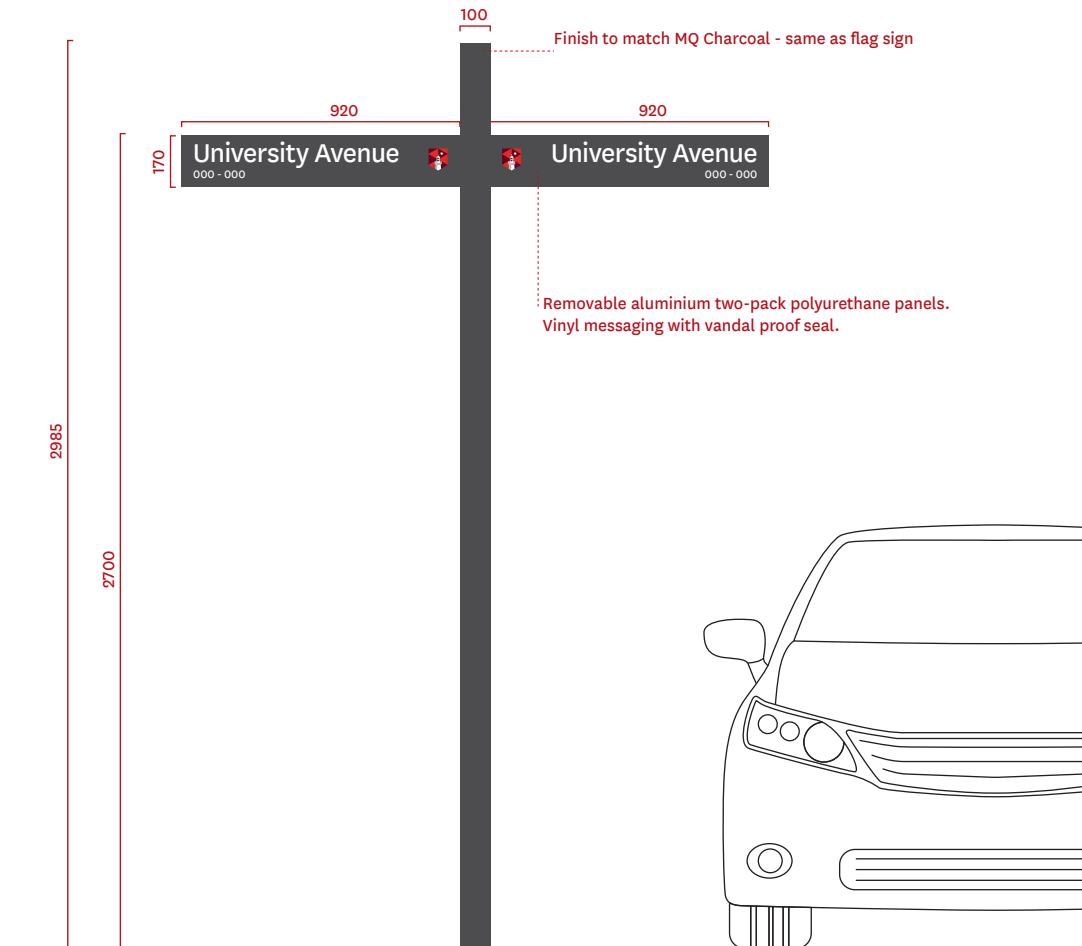 100
Finish to match MQ Charcoal - same as flag sign
920
920
170
University Avenue
000 - 000
University Avenue
000 - 000
Removable aluminium two-pack polyurethane panels.
Vinyl messaging with vandal proof seal.
2985
2700